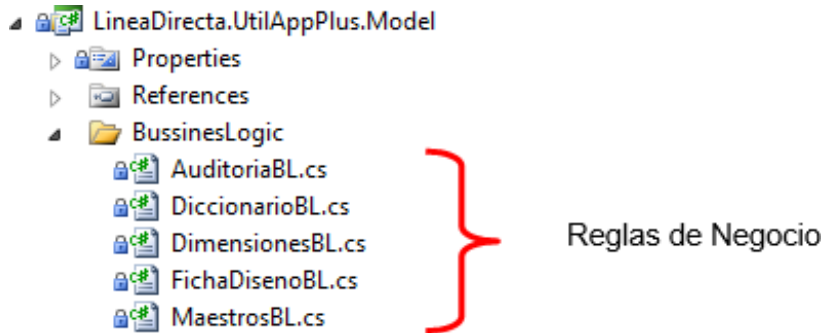 LineaDirecta.UtilAppPlus.Model
Properties
References
BussinesLogic
AuditoriaBL.cs
DiccionarioBL.cs
DimensionesBL.cs
FichaDisenoBL.cs
MaestrosBL.cs
Reglas de Negocio